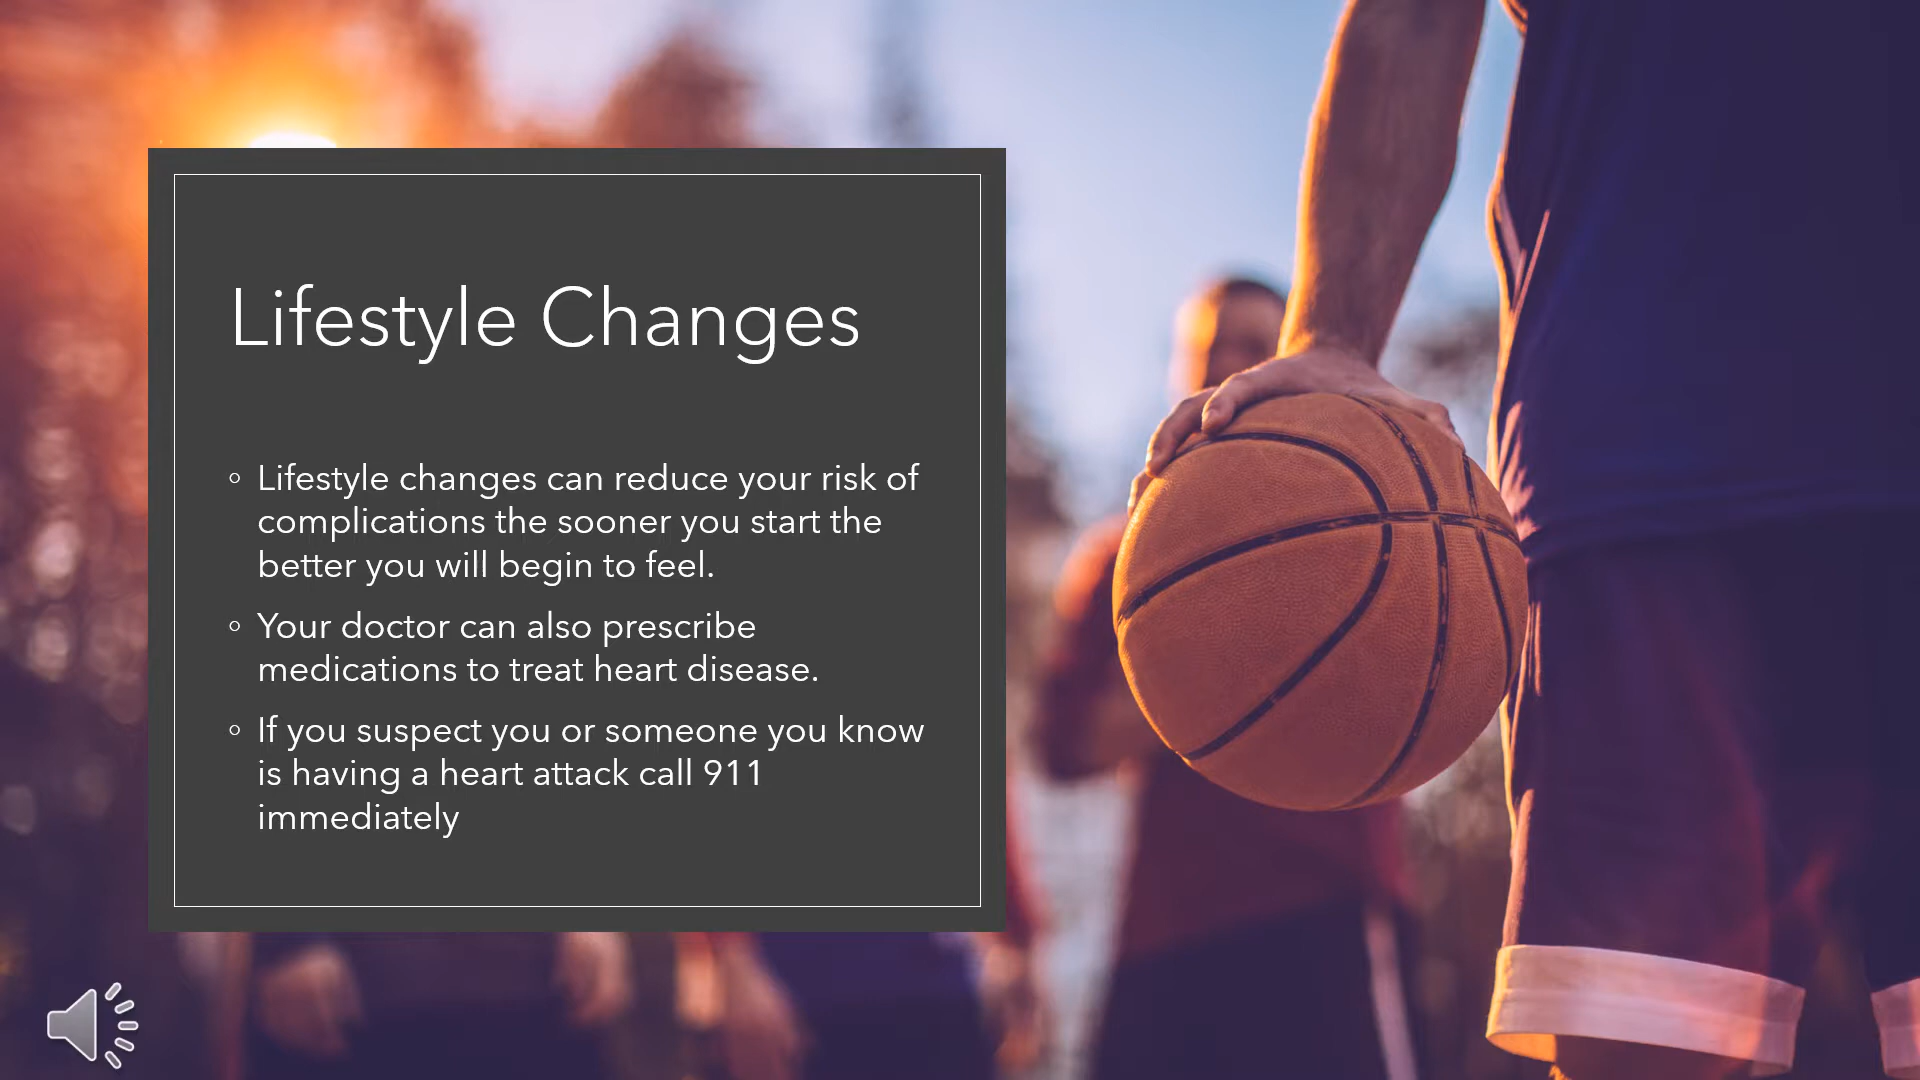 Lifestyle Changes
◦ Lifestyle changes can reduce your risk of
complications the sooner you start the
better you will begin to feel.
◦ Your doctor can also prescribe
medications to treat heart disease.
◦ If you suspect you or someone you know
is having a heart attack call 911
immediately